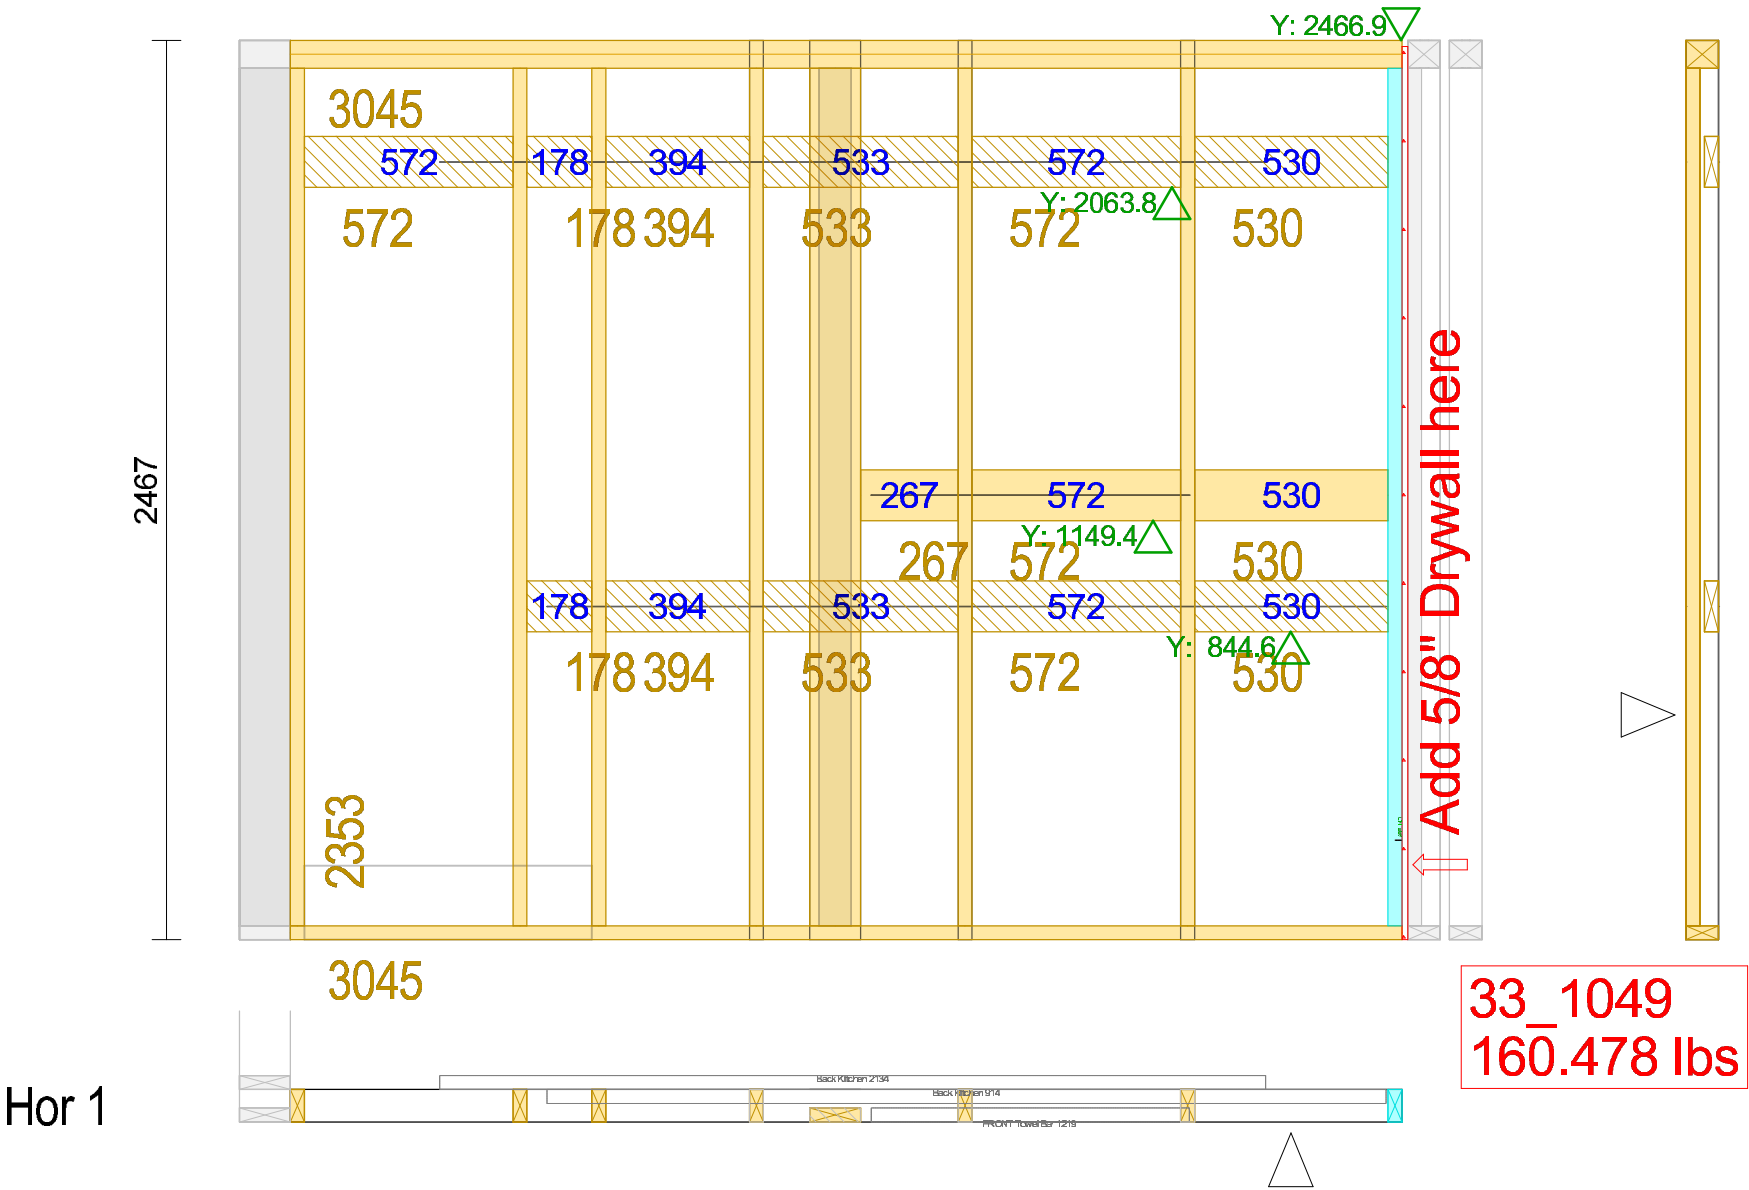 Y: 2466.9
3045
572 178 394 533 572 530
Y: 2063.8
572 178 394 533 572 530
2467
267 572 530
Y: 1149.4
267 572 530
178 394 533 572 530
Y: 844.6
178 394 533 572 530
Add 5/8" Drywall here
2353
3045
33_1049
160.478 lbs
Back Kitchen 2134
Back Kitchen 914
Hor 1
FRONT Towel Bar 1219